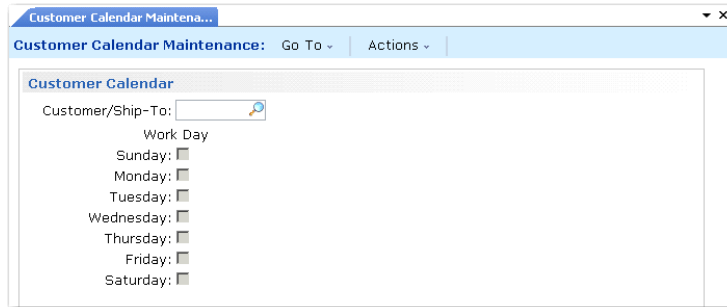 Customer Calendar Maintena...
Customer Calendar Maintenance: Go To Actions
Customer Calendar
Customer/Ship-To:
Work Day
Sunday:
Monday:
Tuesday:
Wednesday:
Thursday:
Friday:
Saturday: